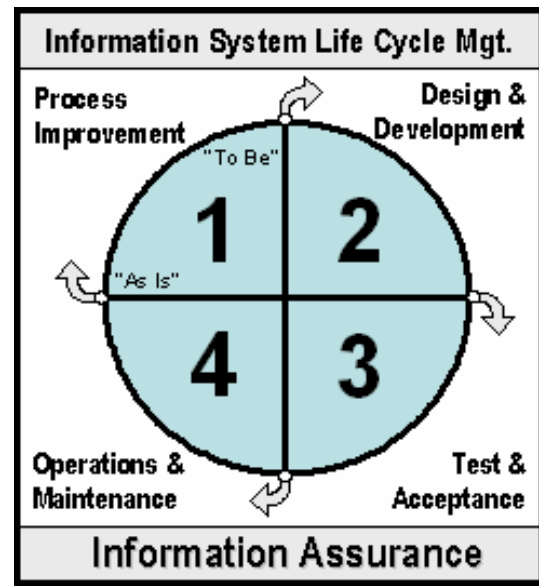 Information System Life Cycle Mgt.
Process
Improvement
Design &
Development
"To Be"
1
2
"As Is"
4
3
Operations &
Maintenance
Test &
Acceptance
Information Assurance